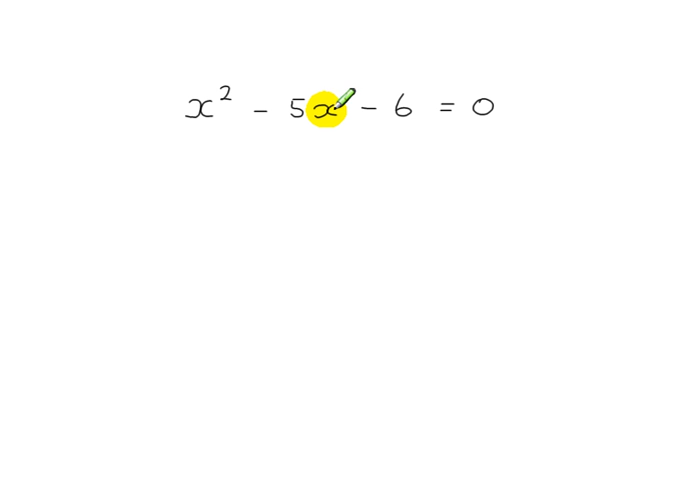 x² - 5x - 6 = 0